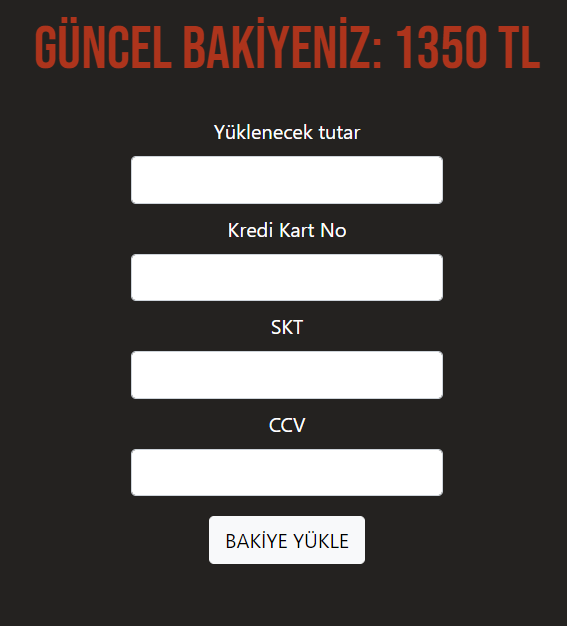 GÜNCEL BAKİYENİZ: 1350 TL
Yüklenecek tutar
Kredi Kart No
SKT
CCV
BAKİYE YÜKLE